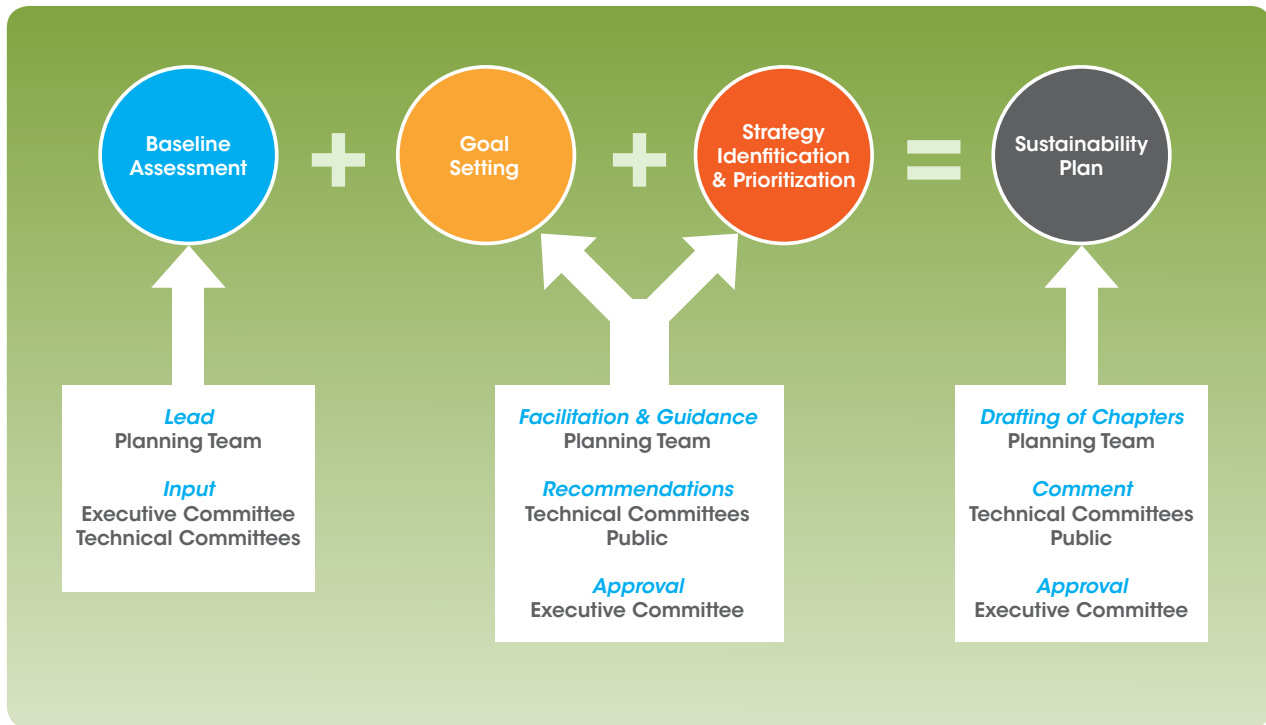 Baseline
Assessment
+
Goal
Setting
+
Strategy
Idenfitication
& Prioritization
=
Sustainability
Plan
Lead
Planning Team
Input
Executive Committee
Technical Committees
Facilitation & Guidance
Planning Team
Recommendations
Technical Committees
Public
Approval
Executive Committee
Drafting of Chapters
Planning Team
Comment
Technical Committees
Public
Approval
Executive Committee